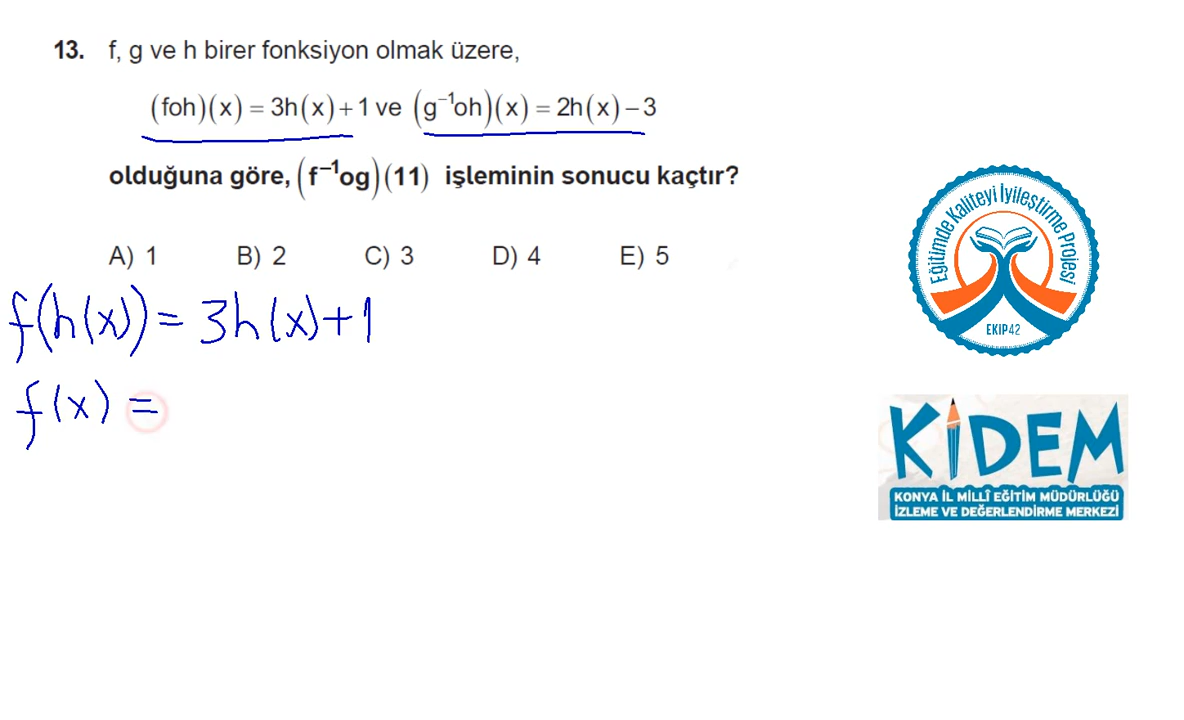 13. f, g ve h birer fonksiyon olmak üzere,
(foh)(x) = 3h(x)+1 ve (g⁻¹oh)(x) = 2h(x)−3
olduğuna göre, (f⁻¹og)(11) işleminin sonucu kaçtır?
A) 1 B) 2 C) 3 D) 4 E) 5
f(h(x)) = 3h(x)+1
f(x) =
Eğitimde Kaliteyi İyileştirme Projesi
EKIP42
KİDEM
KONYA İL MİLLÎ EĞİTİM MÜDÜRLÜĞÜ
İZLEME VE DEĞERLENDİRME MERKEZİ